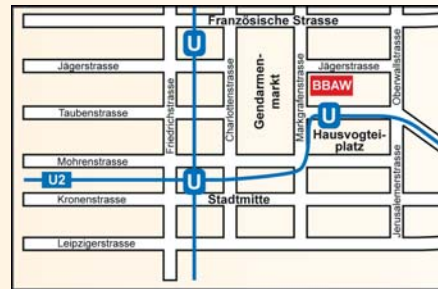 Französische Strasse
U
Jägerstrasse
Jägerstrasse
BBAW
Oberwallstrasse
Friedrichstrasse
Charlottenstrasse
Gendarmen-
markt
Markgrafenstrasse
Taubenstrasse
U
Hausvogtei-
platz
Mohrenstrasse
U2
U
Kronenstrasse
Stadtmitte
Jerusalemerstrasse
Leipzigerstrasse